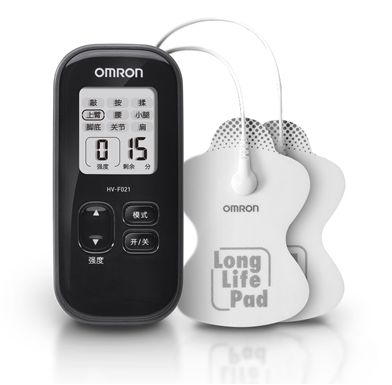 OMRON
敲 按 揉
上臂 腰 小腿
脚底 关节 肩
0 15
强度 剩余 分
HV-F021
模式
开/关
强度
OMRON
Long
Life
Pad